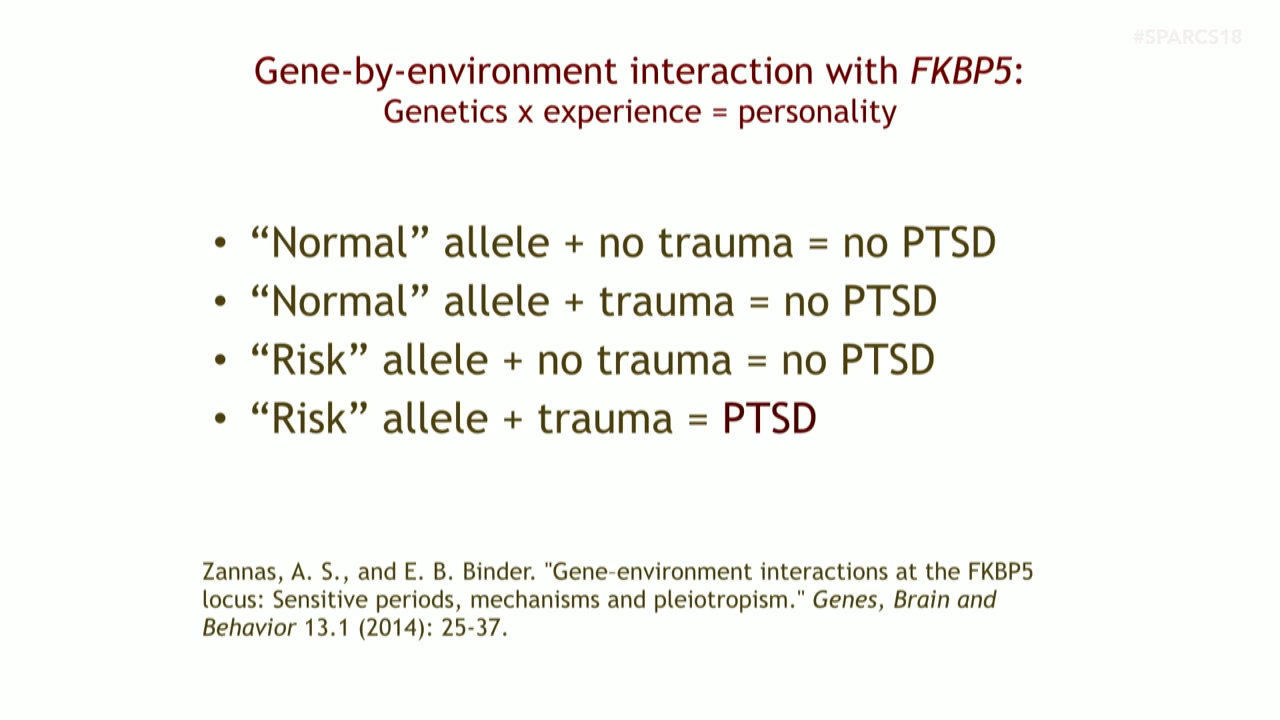 #SPARCS18
Gene-by-environment interaction with FKBP5:
Genetics x experience = personality
• “Normal” allele + no trauma = no PTSD
• “Normal” allele + trauma = no PTSD
• “Risk” allele + no trauma = no PTSD
• “Risk” allele + trauma = PTSD
Zannas, A. S., and E. B. Binder. "Gene-environment interactions at the FKBP5
locus: Sensitive periods, mechanisms and pleiotropism." Genes, Brain and
Behavior 13.1 (2014): 25-37.